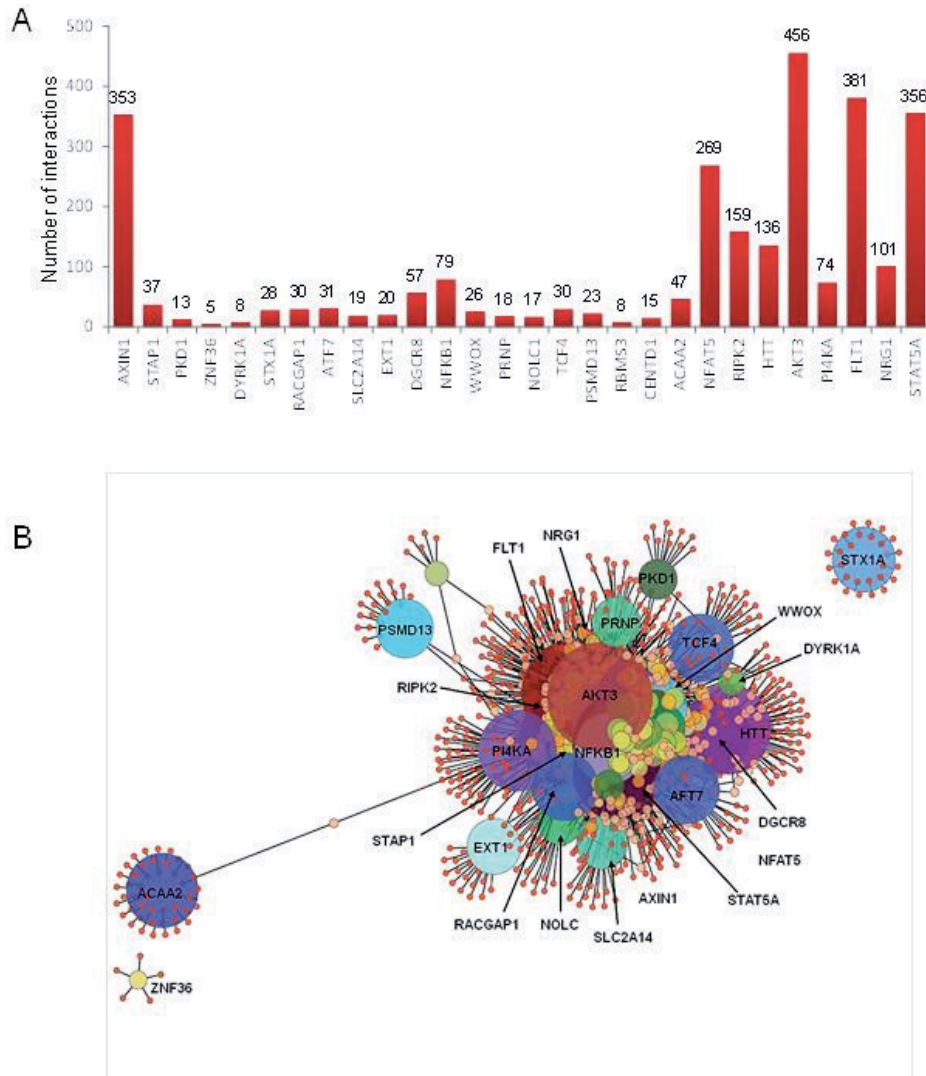 A
Number of interactions
500
400
300
200
100
0
353
37
13
5
8
28
30
31
19
20
57
79
26
18
17
30
23
8
15
47
269
159
136
456
74
381
101
356
AXIN1
STAP1
PKD1
ZNF36
DYRK1A
STX1A
RACGAP1
ATF7
SLC2A14
EXT1
DGCR8
NFKB1
WWOX
PRNP
NOLC1
TCF4
PSMD13
RBMS3
CENTD1
ACAA2
NFAT5
RIPK2
HTT
AKT3
PI4KA
FLT1
NRG1
STAT5A
B
NRG1
FLT1
STX1A
PKD1
WWOX
PSMD13
PRNP
TCF4
DYRK1A
RIPK2
AKT3
HTT
PI4KA
NFKB1
AFT7
DGCR8
STAP1
EXT1
NFAT5
ACAA2
AXIN1
STAT5A
RACGAP1
NOLC
SLC2A14
ZNF36